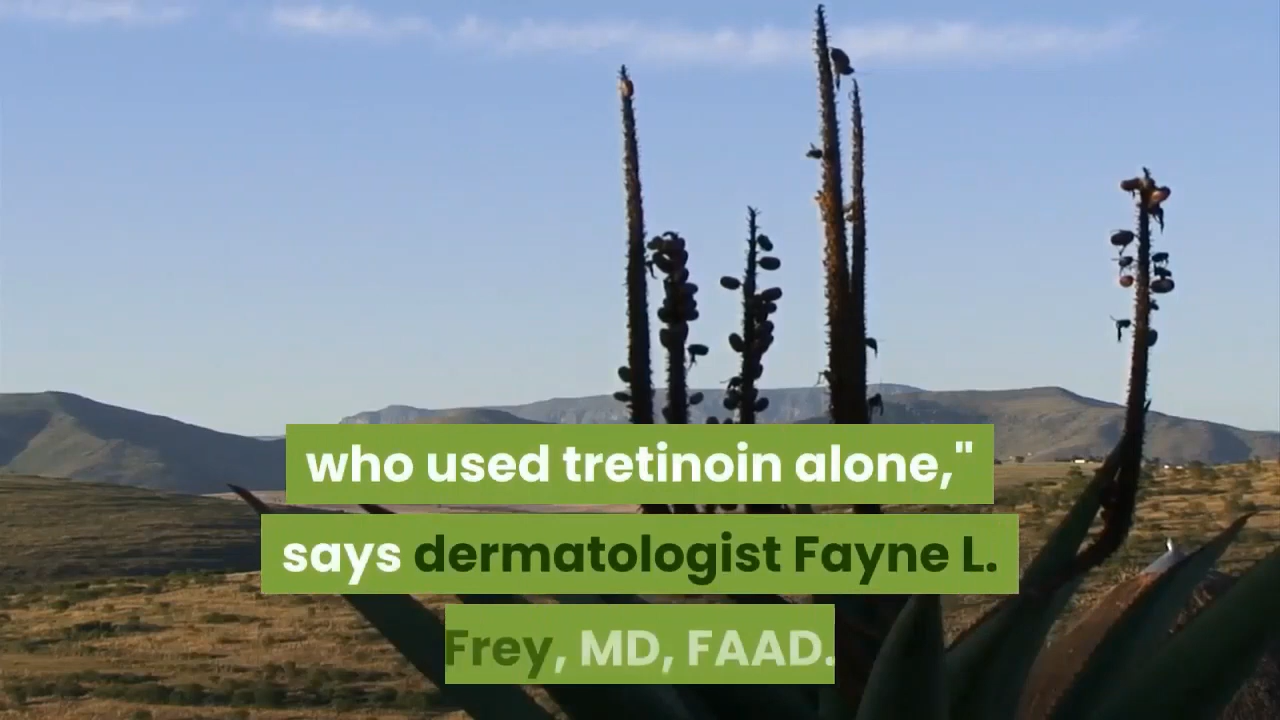 who used tretinoin alone,"
says dermatologist Fayne L.
Frey, MD, FAAD.